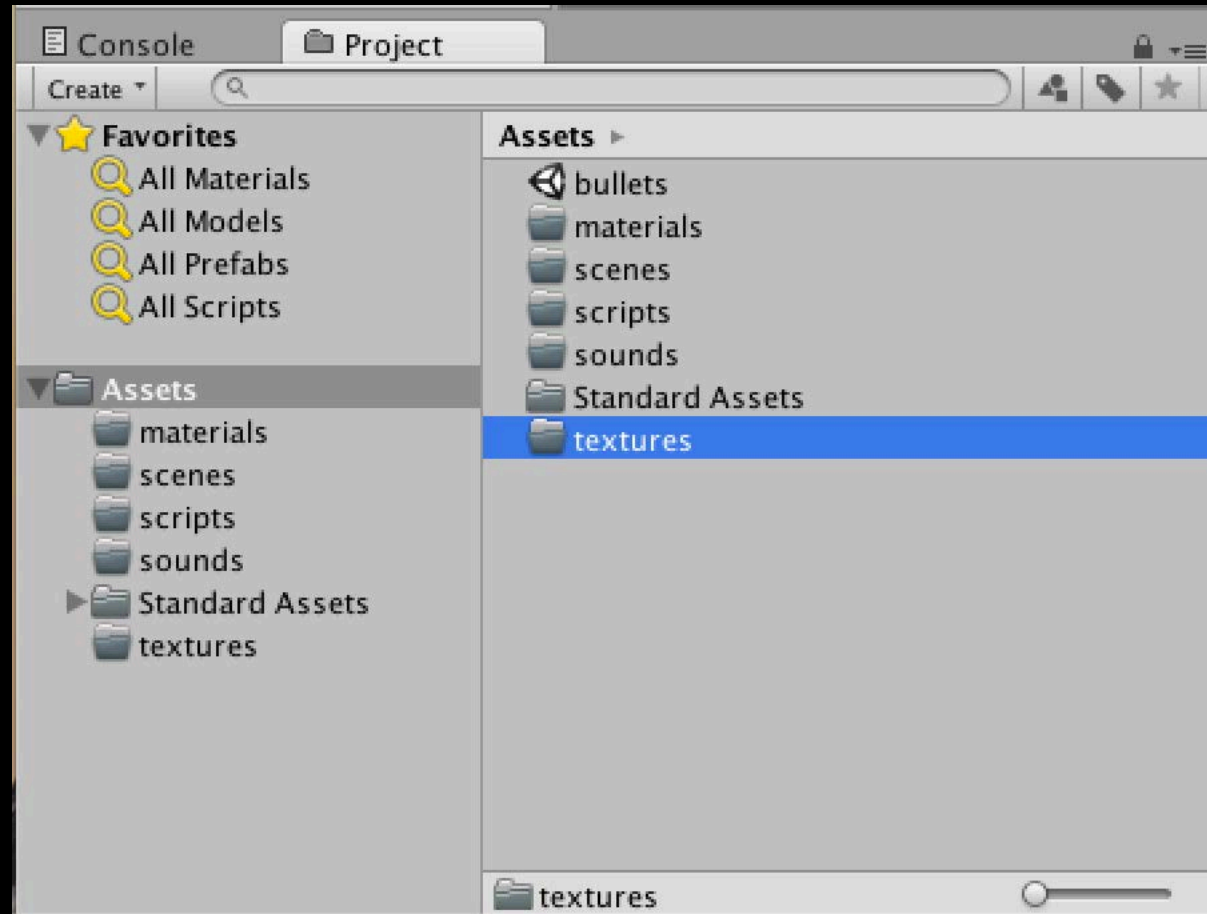 Console
Project
Create
Favorites
All Materials
All Models
All Prefabs
All Scripts
Assets
materials
scenes
scripts
sounds
Standard Assets
textures
Assets
bullets
materials
scenes
scripts
sounds
Standard Assets
textures
textures